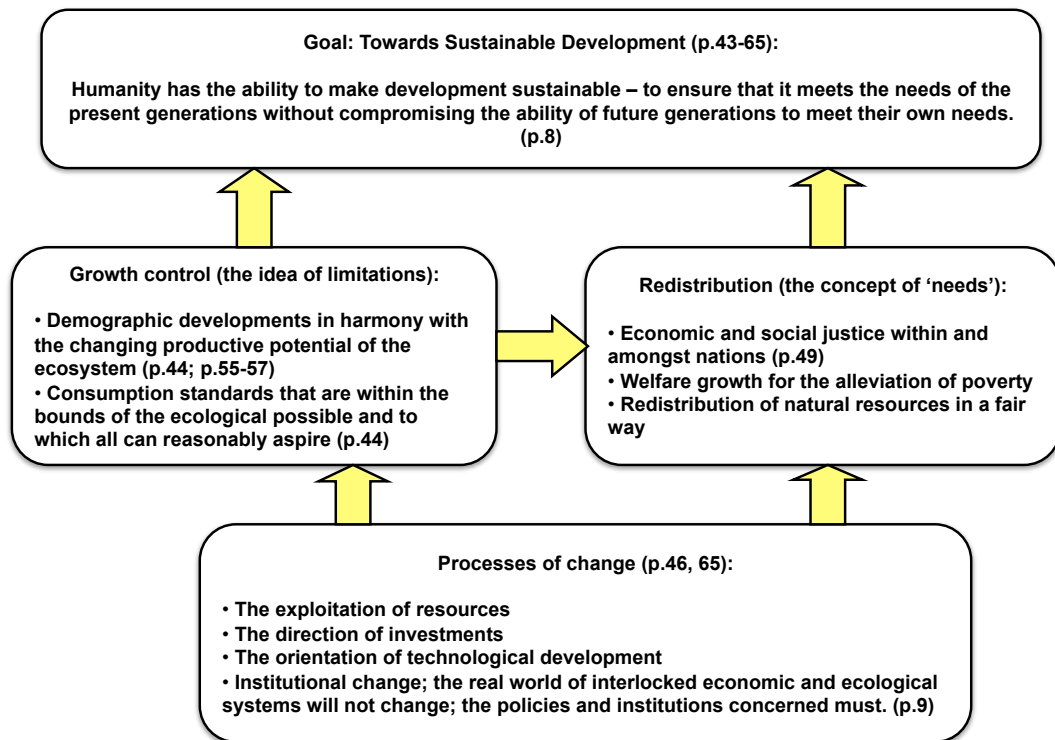 Goal: Towards Sustainable Development (p.43-65):
Humanity has the ability to make development sustainable – to ensure that it meets the needs of the
present generations without compromising the ability of future generations to meet their own needs.
(p.8)
Growth control (the idea of limitations):
• Demographic developments in harmony with
the changing productive potential of the
ecosystem (p.44; p.55-57)
• Consumption standards that are within the
bounds of the ecological possible and to
which all can reasonably aspire (p.44)
Redistribution (the concept of ‘needs’):
• Economic and social justice within and
amongst nations (p.49)
• Welfare growth for the alleviation of poverty
• Redistribution of natural resources in a fair
way
Processes of change (p.46, 65):
• The exploitation of resources
• The direction of investments
• The orientation of technological development
• Institutional change; the real world of interlocked economic and ecological
systems will not change; the policies and institutions concerned must. (p.9)